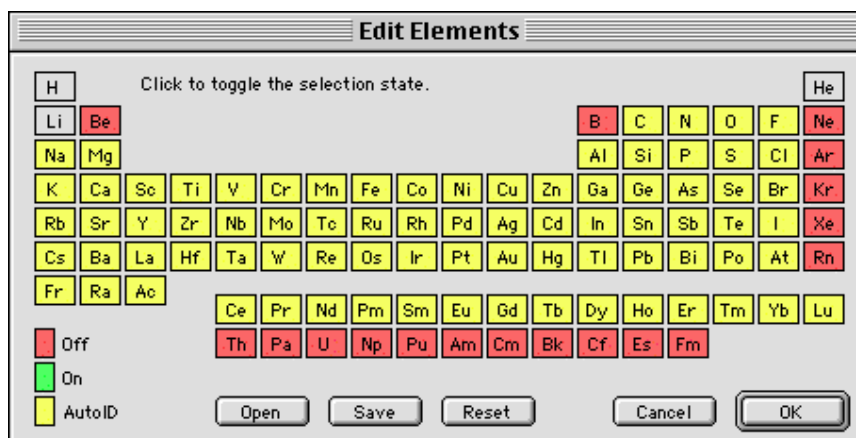 Edit Elements
H Click to toggle the selection state. He
Li Be B C N O F Ne
Na Mg Al Si P S Cl Ar
K Ca Sc Ti V Cr Mn Fe Co Ni Cu Zn Ga Ge As Se Br Kr
Rb Sr Y Zr Nb Mo Tc Ru Rh Pd Ag Cd In Sn Sb Te I Xe
Cs Ba La Hf Ta W Re Os Ir Pt Au Hg Tl Pb Bi Po At Rn
Fr Ra Ac
Ce Pr Nd Pm Sm Eu Gd Tb Dy Ho Er Tm Yb Lu
Off Th Pa U Np Pu Am Cm Bk Cf Es Fm
On
AutoID Open Save Reset Cancel OK